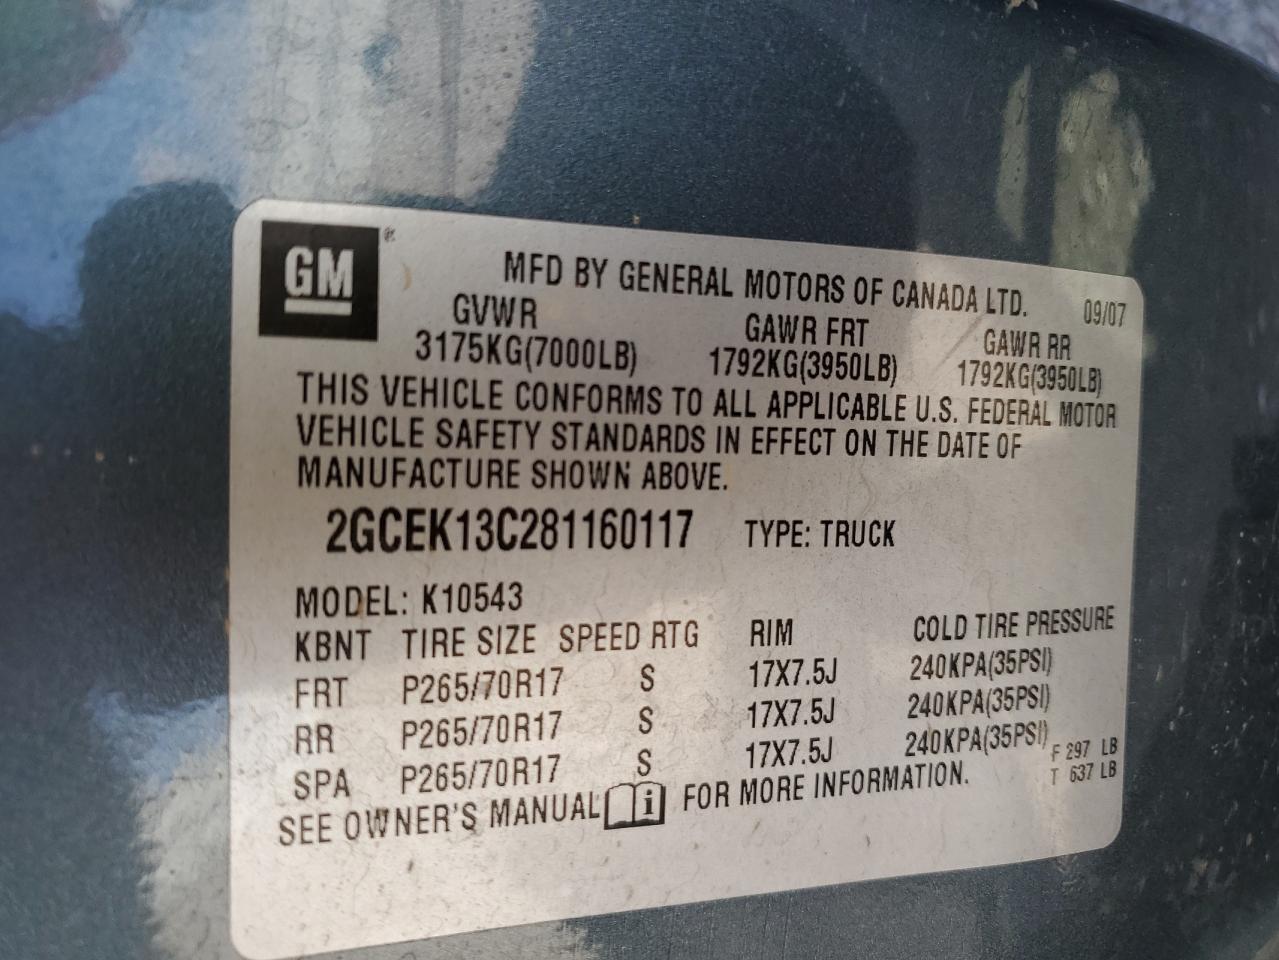 GM ®
MFD BY GENERAL MOTORS OF CANADA LTD. 09/07
GVWR GAWR FRT GAWR RR
3175KG(7000LB) 1792KG(3950LB) 1792KG(3950LB)
THIS VEHICLE CONFORMS TO ALL APPLICABLE U.S. FEDERAL MOTOR
VEHICLE SAFETY STANDARDS IN EFFECT ON THE DATE OF
MANUFACTURE SHOWN ABOVE.
2GCEK13C281160117 TYPE: TRUCK
MODEL: K10543
KBNT TIRE SIZE SPEED RTG RIM COLD TIRE PRESSURE
FRT P265/70R17 S 17X7.5J 240KPA(35PSI)
RR P265/70R17 S 17X7.5J 240KPA(35PSI)
SPA P265/70R17 S 17X7.5J 240KPA(35PSI)
F 297 LB
T 637 LB
SEE OWNER'S MANUAL i FOR MORE INFORMATION.